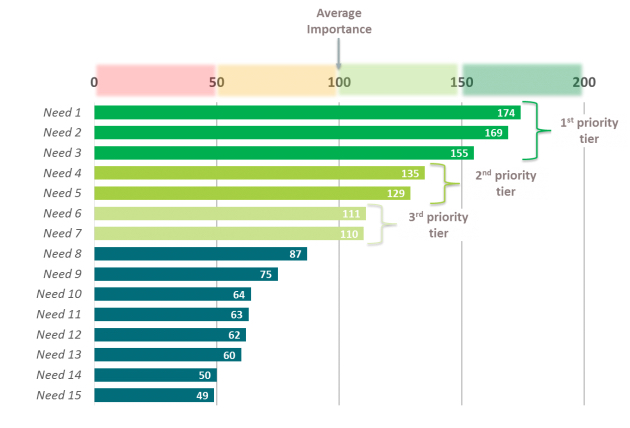 Average
Importance
0 50 100 150 200
Need 1 174
Need 2 169
Need 3 155
1st priority
tier
Need 4 135
Need 5 129
2nd priority
tier
Need 6 111
Need 7 110
3rd priority
tier
Need 8 87
Need 9 75
Need 10 64
Need 11 63
Need 12 62
Need 13 60
Need 14 50
Need 15 49